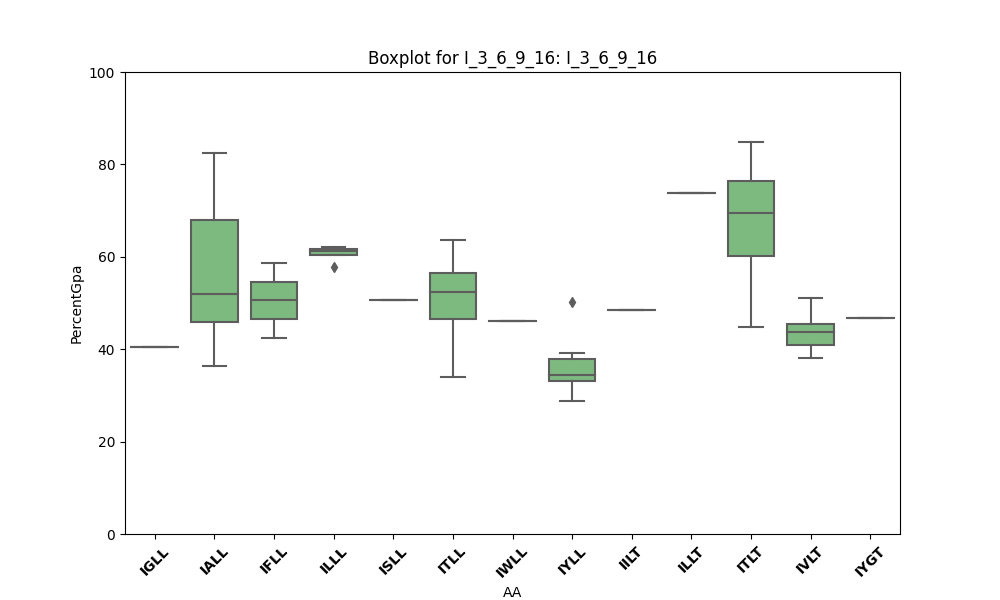 Boxplot for I_3_6_9_16: I_3_6_9_16
100
80
60
40
20
0
PercentGpa
IGLL IALL IFLL ILLL ISLL ITLL IWLL IYLL IILT ILLT ITLT IVLT IYGT
AA